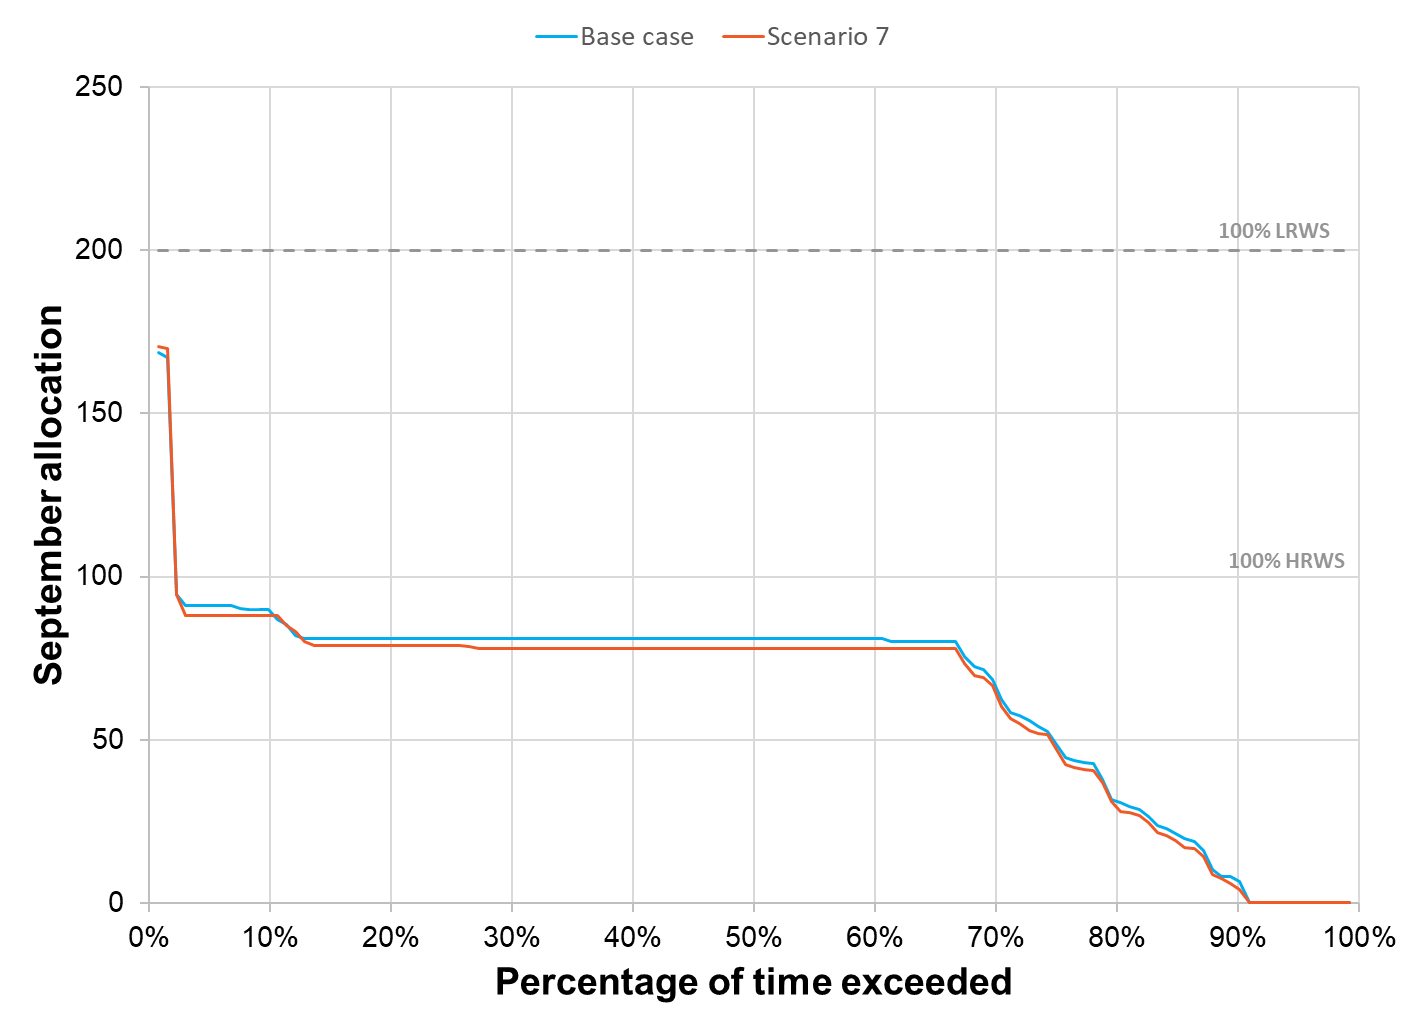 Base case Scenario 7
250
200
150
100
50
0
100% LRWS
100% HRWS
September allocation
0% 10% 20% 30% 40% 50% 60% 70% 80% 90% 100%
Percentage of time exceeded